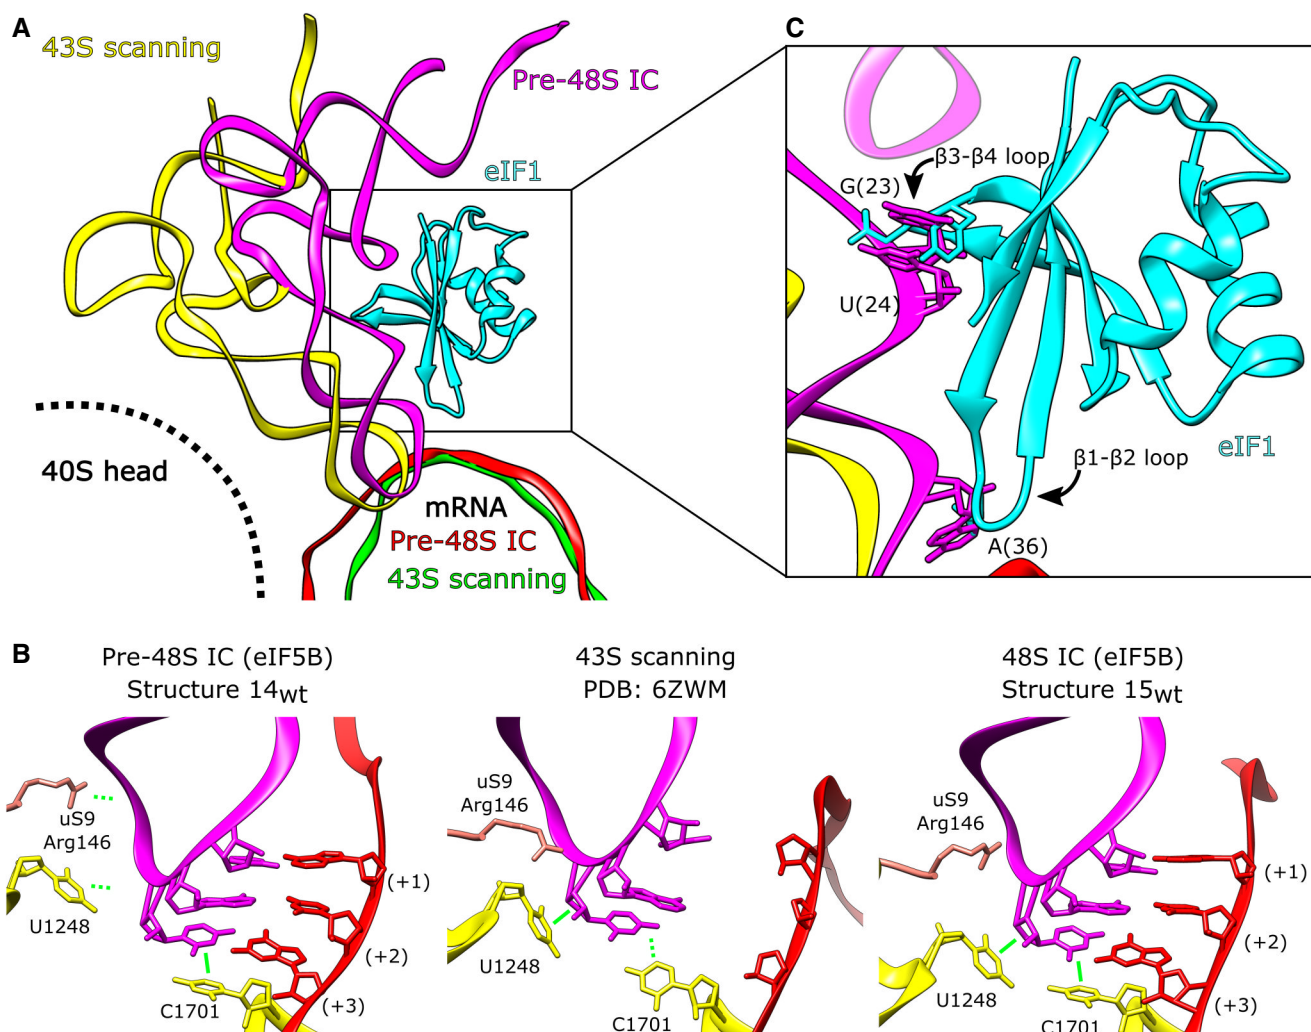 A
43S scanning
Pre-48S IC
eIF1
40S head
mRNA
Pre-48S IC
43S scanning
C
β3-β4 loop
G(23)
U(24)
eIF1
β1-β2 loop
A(36)
B
Pre-48S IC (eIF5B)
Structure 14wt
uS9
Arg146
U1248
C1701
(+1)
(+2)
(+3)
43S scanning
PDB: 6ZWM
uS9
Arg146
U1248
C1701
48S IC (eIF5B)
Structure 15wt
uS9
Arg146
U1248
C1701
(+1)
(+2)
(+3)